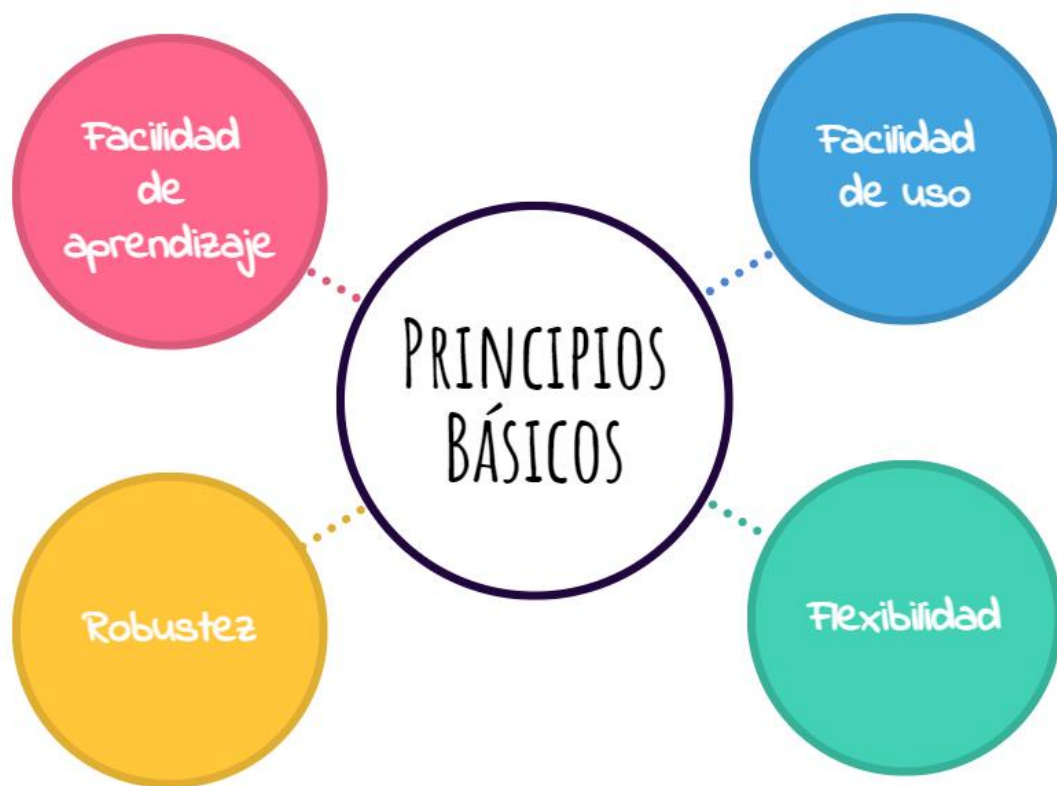 Facilidad
de
aprendizaje
Facilidad
de uso
PRINCIPIOS
BÁSICOS
Robustez
Flexibilidad